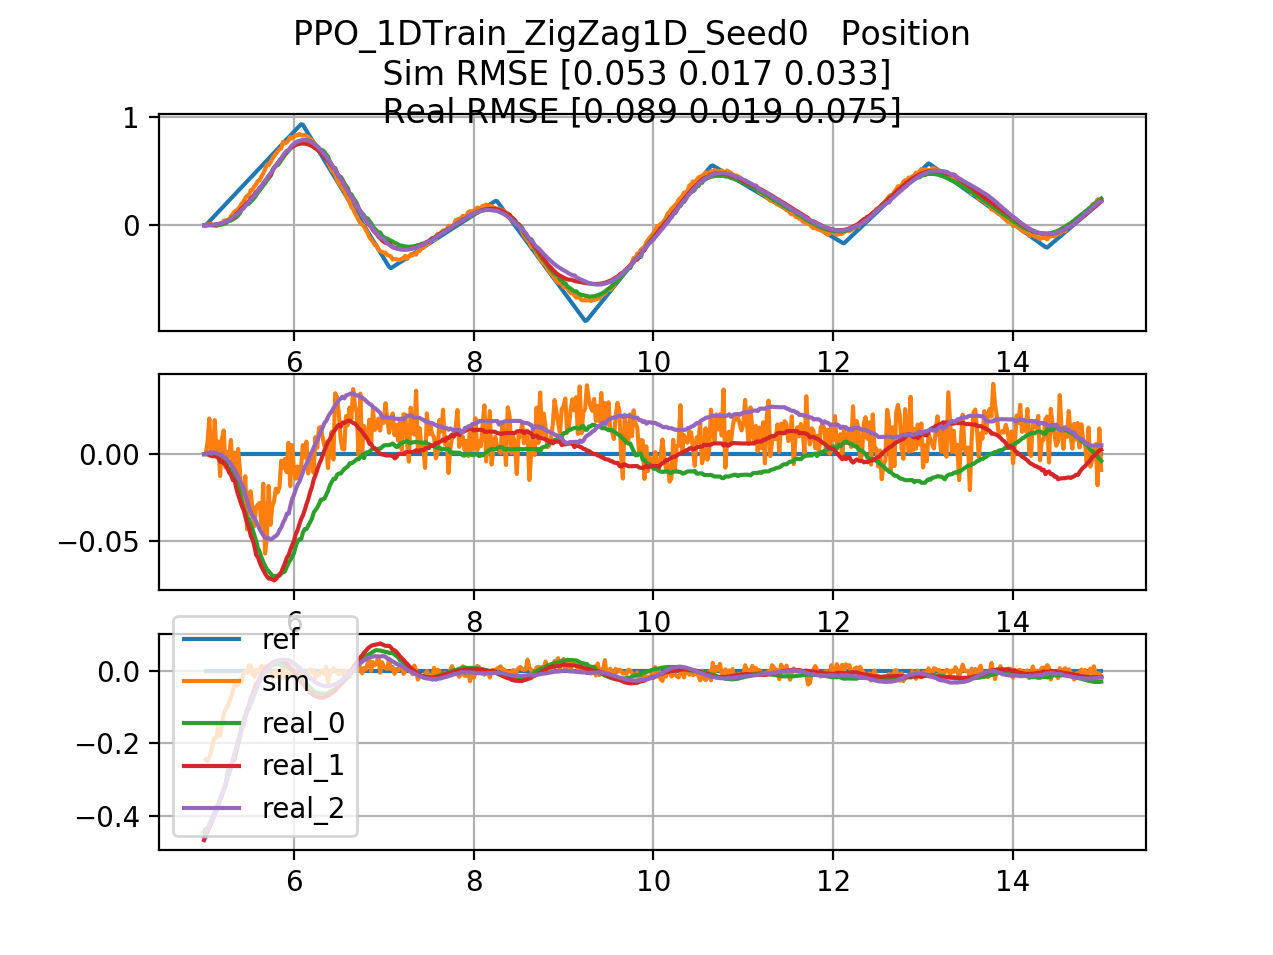 PPO_1DTrain_ZigZag1D_Seed0 Position
Sim RMSE [0.053 0.017 0.033]
Real RMSE [0.089 0.019 0.075]
1
0
6 8 10 12 14
0.00
−0.05
6 8 10 12 14
0.0
−0.2
−0.4
ref
sim
real_0
real_1
real_2
6 8 10 12 14